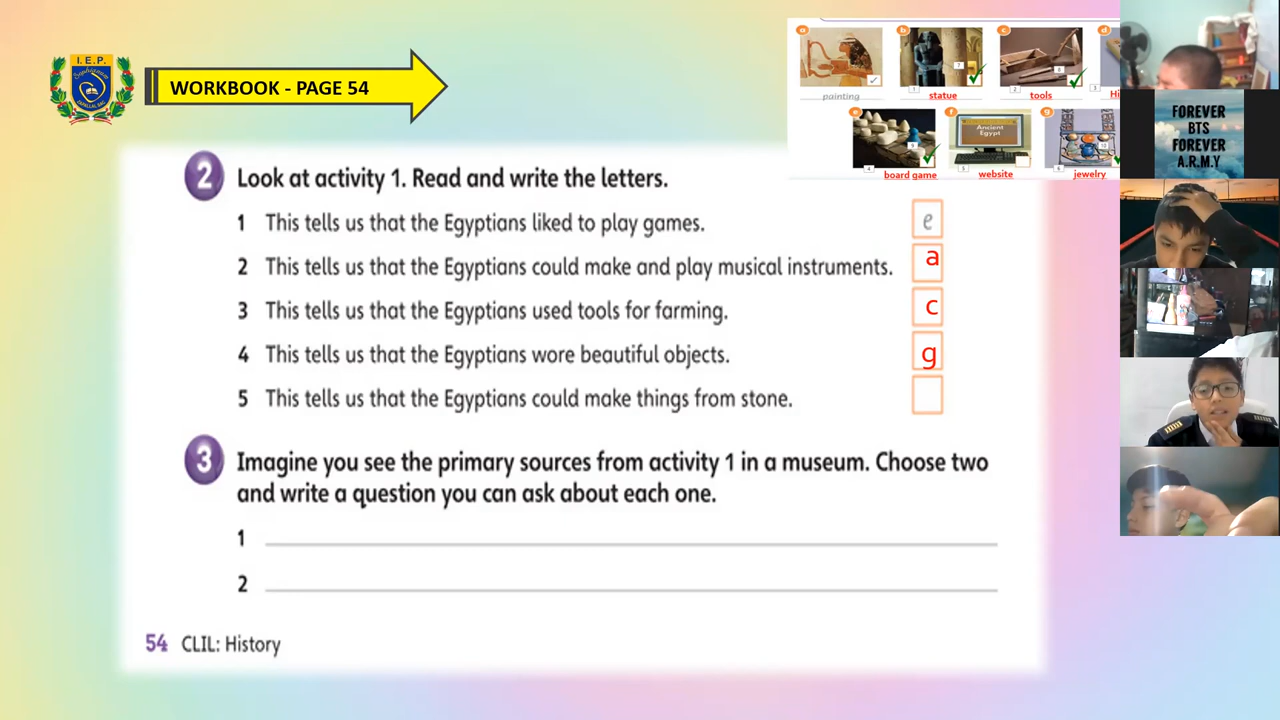 I.E.P.
WORKBOOK - PAGE 54
a
b
c
d
painting
statue
tools
Hi
e
f
g
Ancient
Egypt
board game
website
jewelry
FOREVER
BTS
FOREVER
A.R.M.Y
2 Look at activity 1. Read and write the letters.
1 This tells us that the Egyptians liked to play games. e
2 This tells us that the Egyptians could make and play musical instruments. a
3 This tells us that the Egyptians used tools for farming. c
4 This tells us that the Egyptians wore beautiful objects. g
5 This tells us that the Egyptians could make things from stone.
3 Imagine you see the primary sources from activity 1 in a museum. Choose two
and write a question you can ask about each one.
1
2
54 CLIL: History